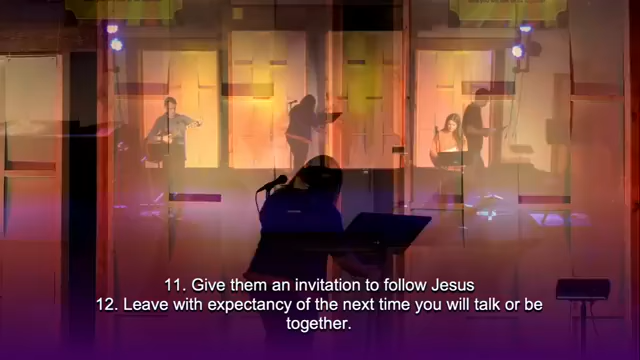 11. Give them an invitation to follow Jesus
12. Leave with expectancy of the next time you will talk or be
together.